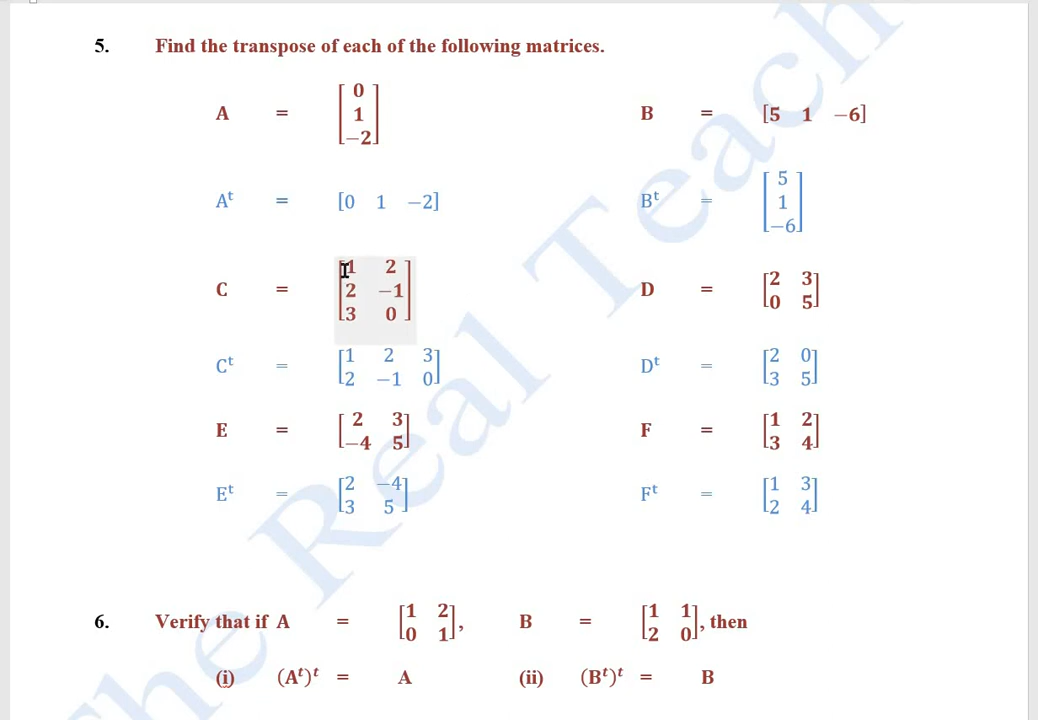 5. Find the transpose of each of the following matrices.
A = [0 1 −2] B = [5 1 −6]
Aᵗ = [0 1 −2] Bᵗ = [5 1 −6]
C = [1 2 2 −1 3 0] D = [2 3 0 5]
Cᵗ = [1 2 3 2 −1 0] Dᵗ = [2 0 3 5]
E = [2 3 −4 5] F = [1 2 3 4]
Eᵗ = [2 −4 3 5] Fᵗ = [1 3 2 4]
6. Verify that if A = [1 2 0 1], B = [1 1 2 0], then
(i) (Aᵗ)ᵗ = A (ii) (Bᵗ)ᵗ = B
The Real Teach